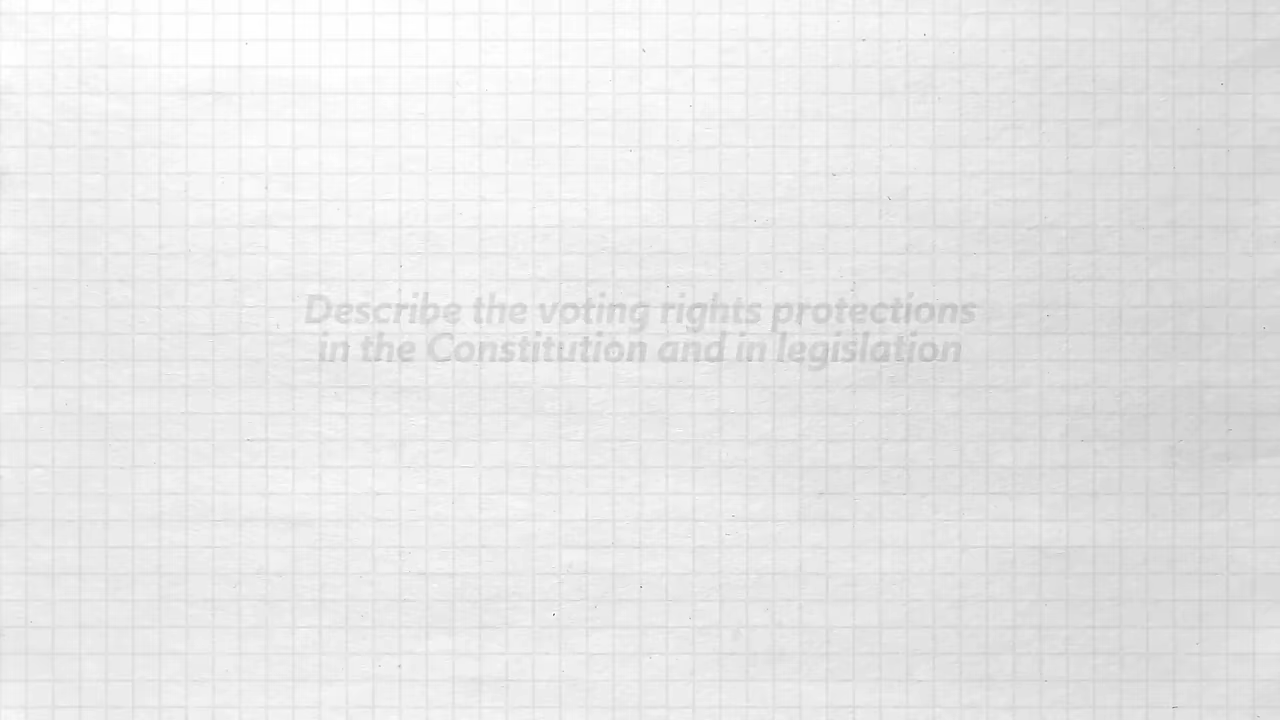 Describe the voting rights protections
in the Constitution and in legislation